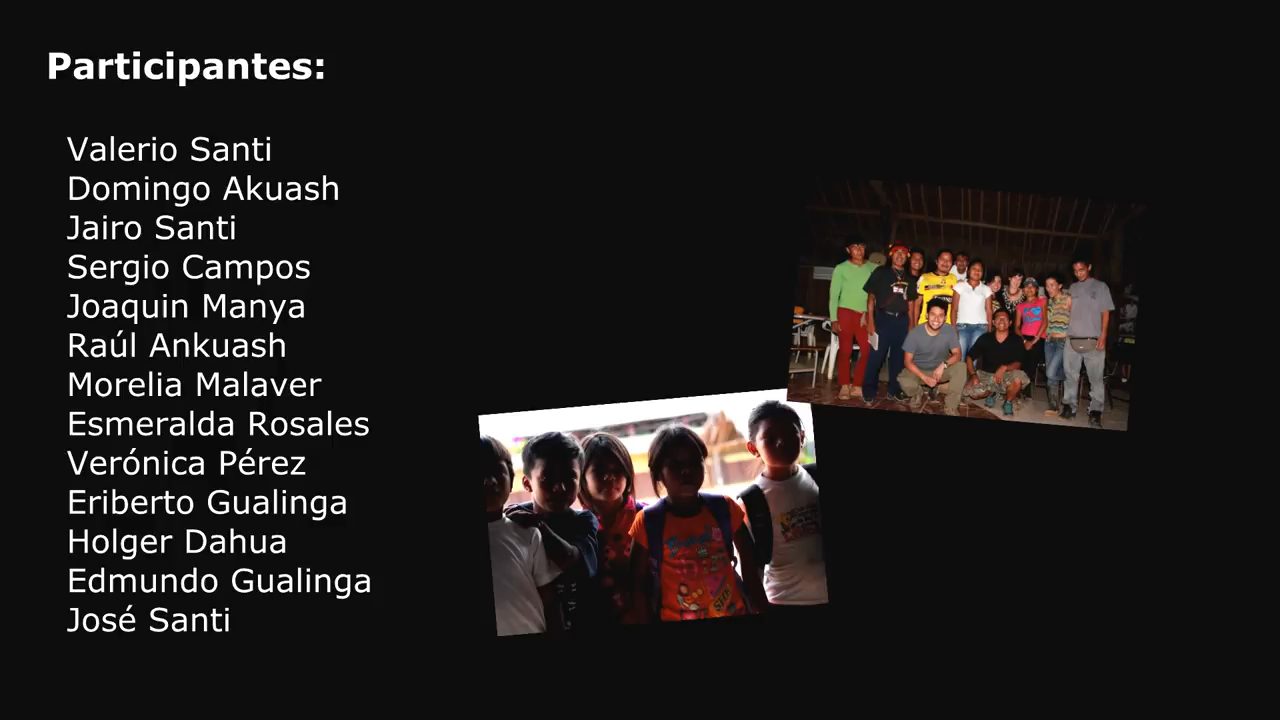 Participantes:
Valerio Santi
Domingo Akuash
Jairo Santi
Sergio Campos
Joaquin Manya
Raúl Ankuash
Morelia Malaver
Esmeralda Rosales
Verónica Pérez
Eriberto Gualinga
Holger Dahua
Edmundo Gualinga
José Santi